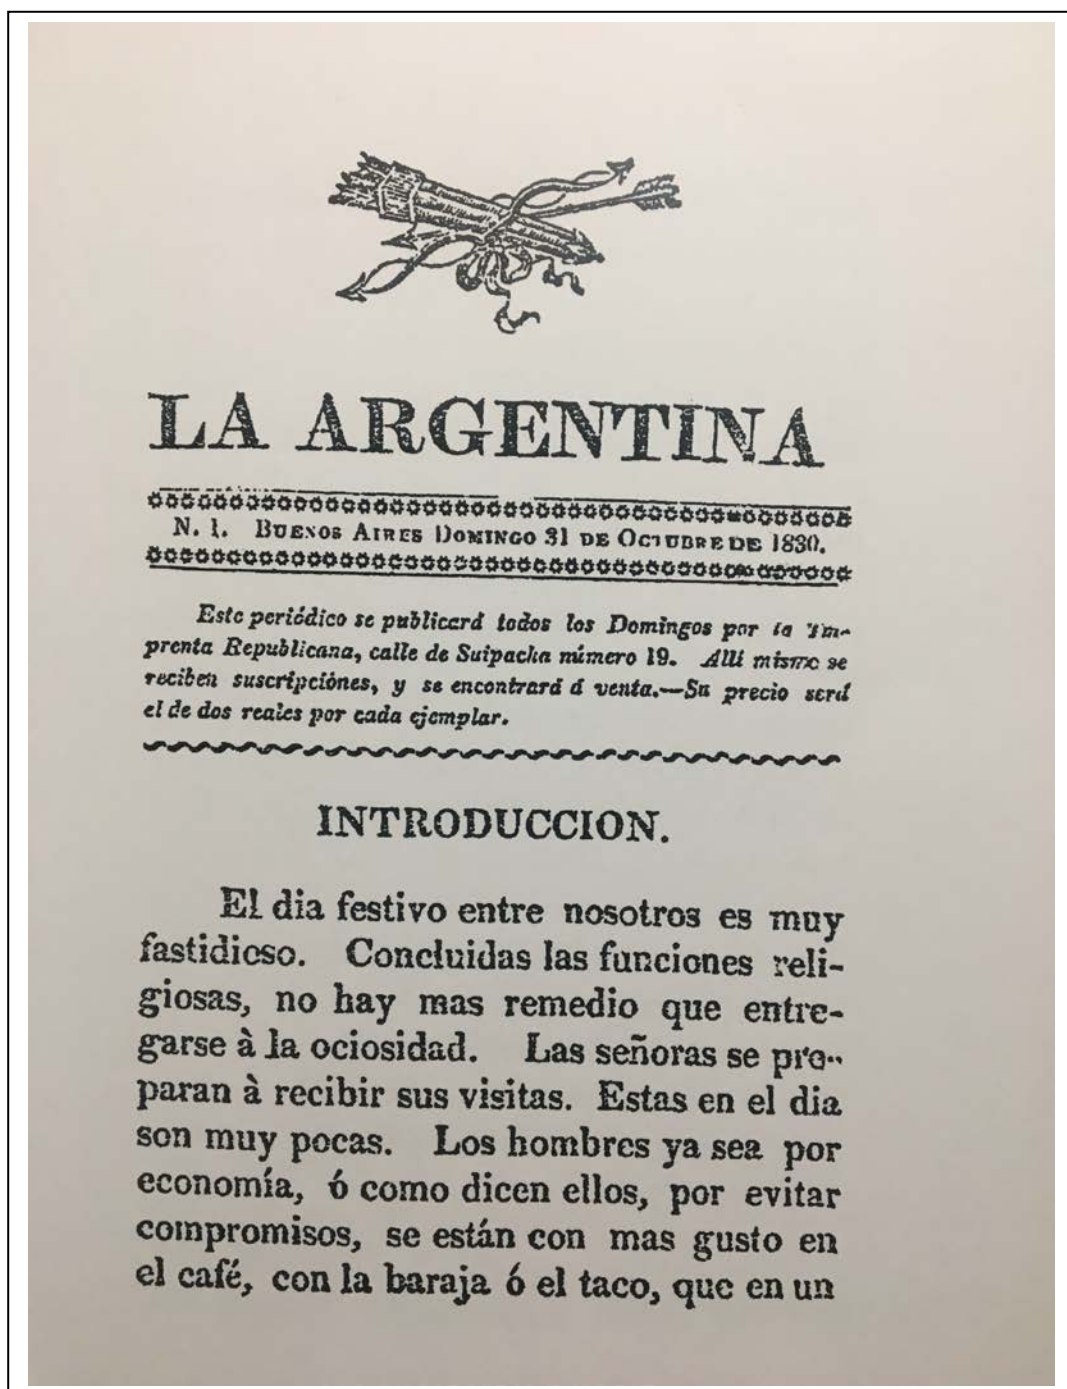 LA ARGENTINA
N. 1. BUENOS AIRES DOMINGO 31 DE OCTUBRE DE 1830.
Este periódico se publicará todos los Domingos por la Im-
prenta Republicana, calle de Suipacha número 19. Allí mismo se
reciben suscripciónes, y se encontrará á venta.—Su precio será
el de dos reales por cada ejemplar.
INTRODUCCION.
El dia festivo entre nosotros es muy
fastidioso. Concluidas las funciones reli-
giosas, no hay mas remedio que entre-
garse à la ociosidad. Las señoras se pre-
paran à recibir sus visitas. Estas en el dia
son muy pocas. Los hombres ya sea por
economía, ó como dicen ellos, por evitar
compromisos, se están con mas gusto en
el café, con la baraja ó el taco, que en un